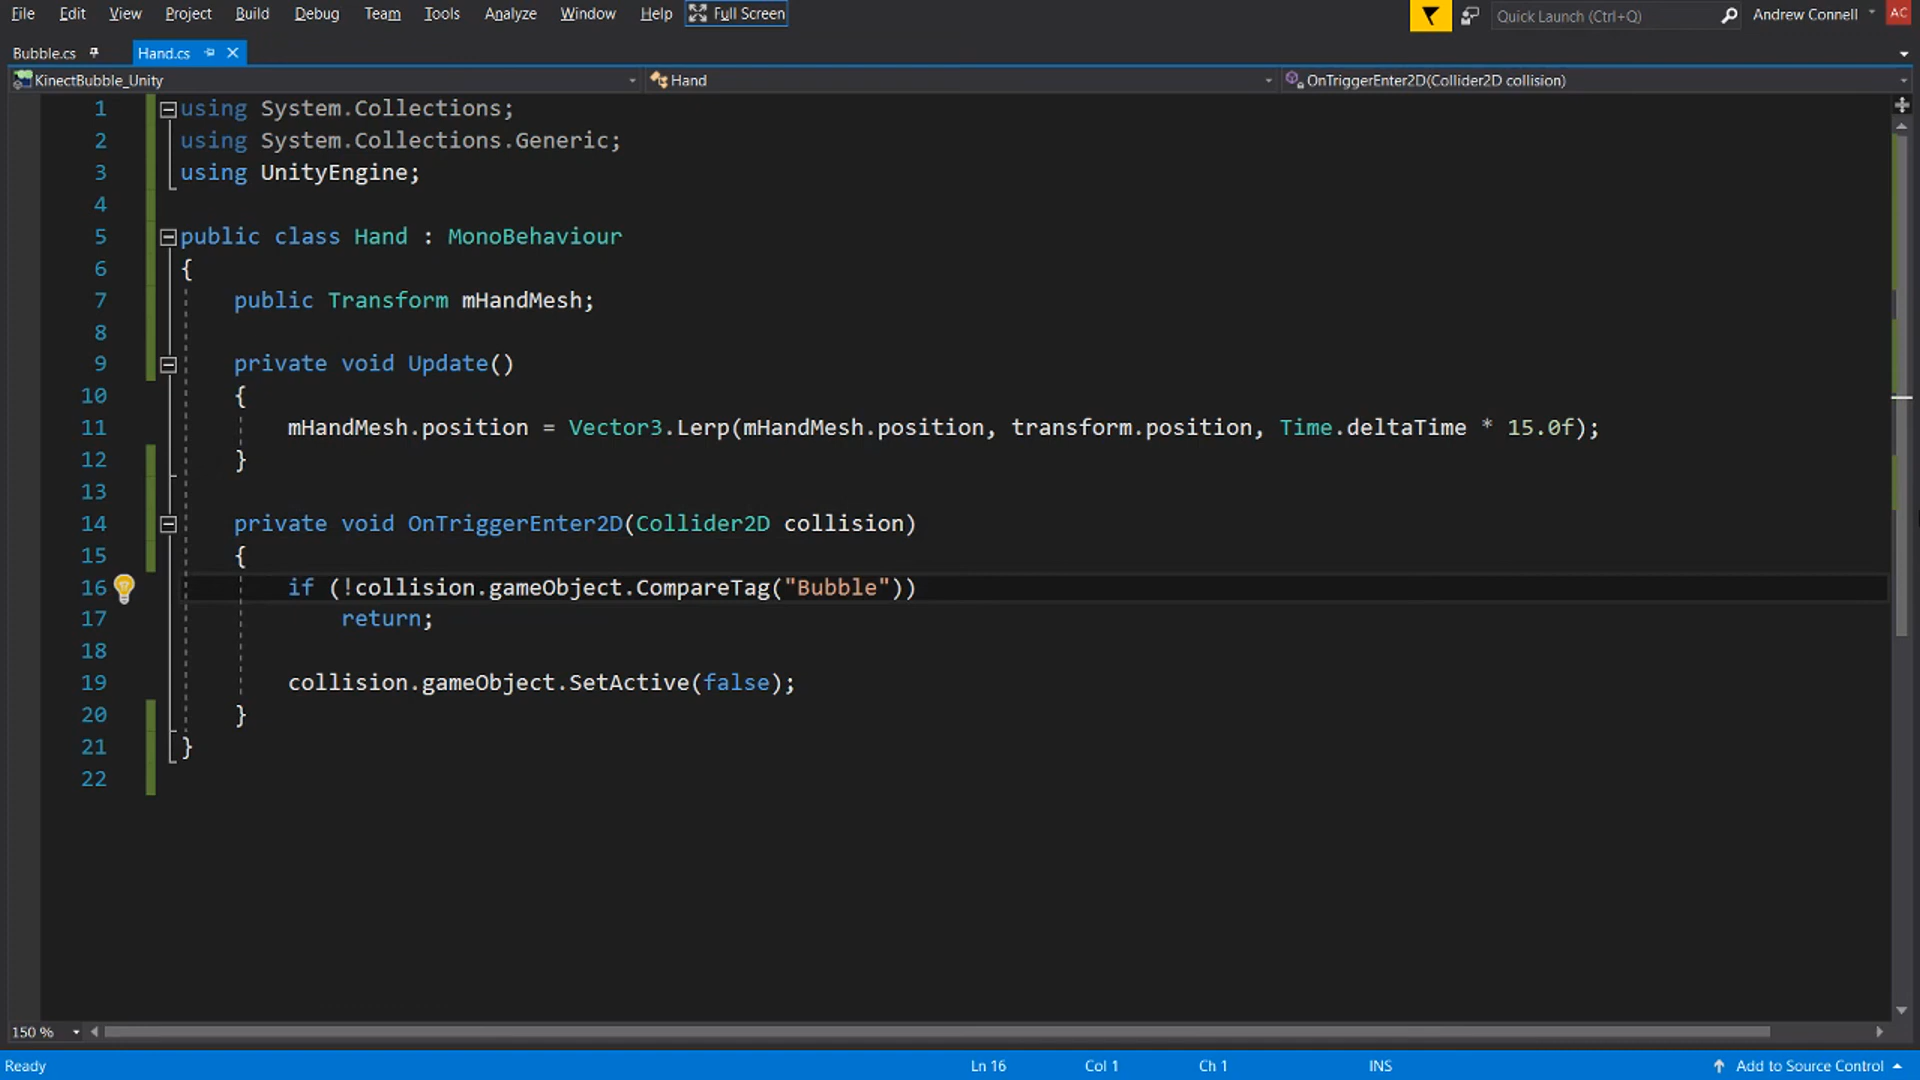 File Edit View Project Build Debug Team Tools Analyze Window Help Full Screen Quick Launch (Ctrl+Q) Andrew Connell AC
Bubble.cs Hand.cs
KinectBubble_Unity Hand OnTriggerEnter2D(Collider2D collision)
1 using System.Collections;
2 using System.Collections.Generic;
3 using UnityEngine;
4
5 public class Hand : MonoBehaviour
6 {
7 public Transform mHandMesh;
8
9 private void Update()
10 {
11 mHandMesh.position = Vector3.Lerp(mHandMesh.position, transform.position, Time.deltaTime * 15.0f);
12 }
13
14 private void OnTriggerEnter2D(Collider2D collision)
15 {
16 if (!collision.gameObject.CompareTag("Bubble"))
17 return;
18
19 collision.gameObject.SetActive(false);
20 }
21 }
22
150 %
Ready Ln 16 Col 1 Ch 1 INS Add to Source Control